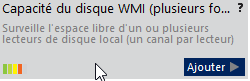 Capacité du disque WMI (plusieurs fo... ?
Surveille l'espace libre d'un ou plusieurs
lecteurs de disque local (un canal par lecteur)
Ajouter